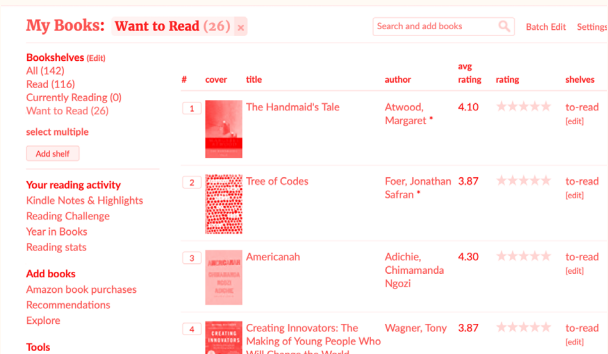 My Books: Want to Read (26) x
Search and add books
Batch Edit
Settings
Bookshelves (Edit)
All (142)
Read (116)
Currently Reading (0)
Want to Read (26)
select multiple
Add shelf
Your reading activity
Kindle Notes & Highlights
Reading Challenge
Year in Books
Reading stats
Add books
Amazon book purchases
Recommendations
Explore
Tools
# cover title author avg rating rating shelves
1 The Handmaid's Tale Atwood, 4.10 to-read
Margaret * [edit]
2 Tree of Codes Foer, Jonathan 3.87 to-read
Safran * [edit]
3 Americanah Adichie, 4.30 to-read
Chimamanda [edit]
Ngozi
AMERICANAH
4 Creating Innovators: The Wagner, Tony 3.87 to-read
Making of Young People Who [edit]
Will Change the World
CREATING
INNOVATORS